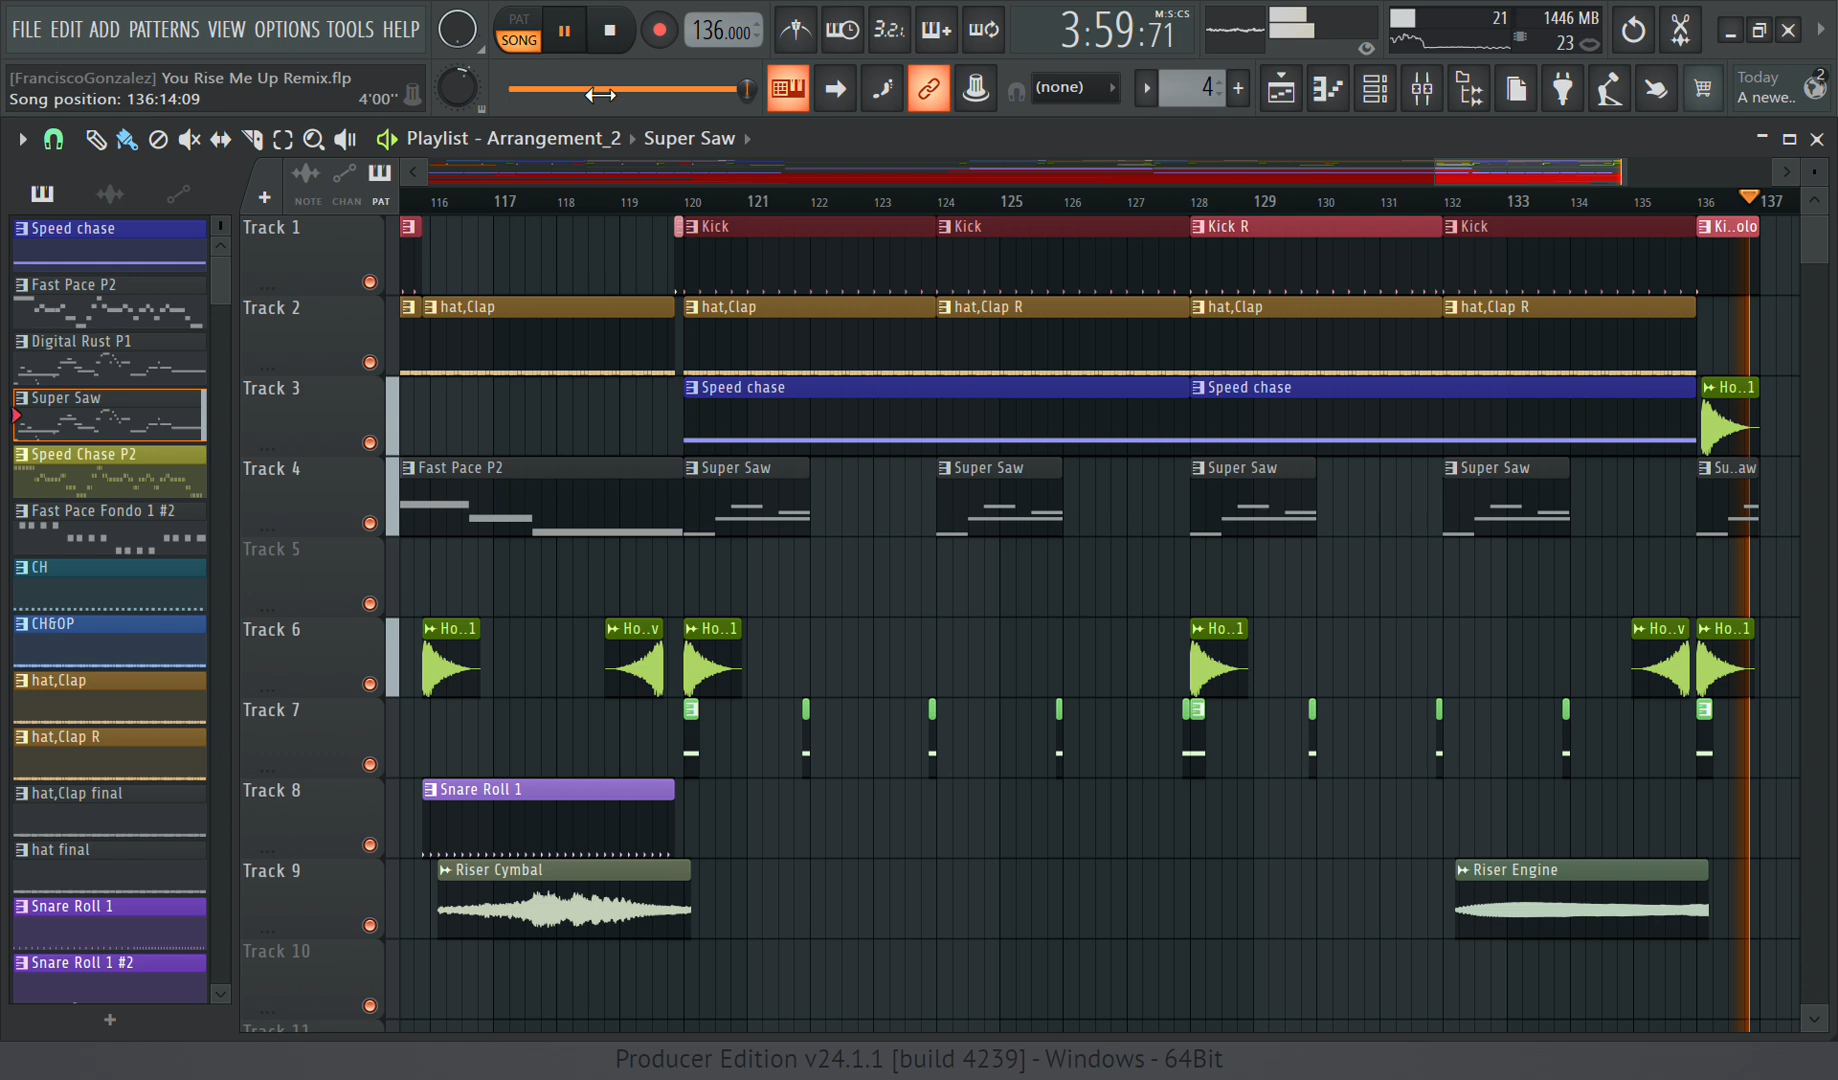 FILE EDIT ADD PATTERNS VIEW OPTIONS TOOLS HELP
PAT
SONG
136.000
3.2.
3:59:71
M:S:CS
21
1446 MB
23
[FranciscoGonzalez] You Rise Me Up Remix.flp
Song position: 136:14:09
4'00''
(none)
4
Today
A newe..
2
Playlist - Arrangement_2 Super Saw
NOTE CHAN PAT
116 117 118 119 120 121 122 123 124 125 126 127 128 129 130 131 132 133 134 135 136 137
Speed chase
Fast Pace P2
Digital Rust P1
Super Saw
Speed Chase P2
Fast Pace Fondo 1 #2
CH
CH&OP
hat,Clap
hat,Clap R
hat,Clap final
hat final
Snare Roll 1
Snare Roll 1 #2
Track 1
Kick
Kick
Kick R
Kick
Ki..olo
Track 2
hat,Clap
hat,Clap
hat,Clap R
hat,Clap
hat,Clap R
Track 3
Speed chase
Speed chase
Ho..1
Track 4
Fast Pace P2
Super Saw
Super Saw
Super Saw
Super Saw
Su..aw
Track 5
Track 6
Ho..1
Ho..v
Ho..1
Ho..1
Ho..v
Ho..1
Track 7
Track 8
Snare Roll 1
Track 9
Riser Cymbal
Riser Engine
Track 10
Track 11
Producer Edition v24.1.1 [build 4239] - Windows - 64Bit